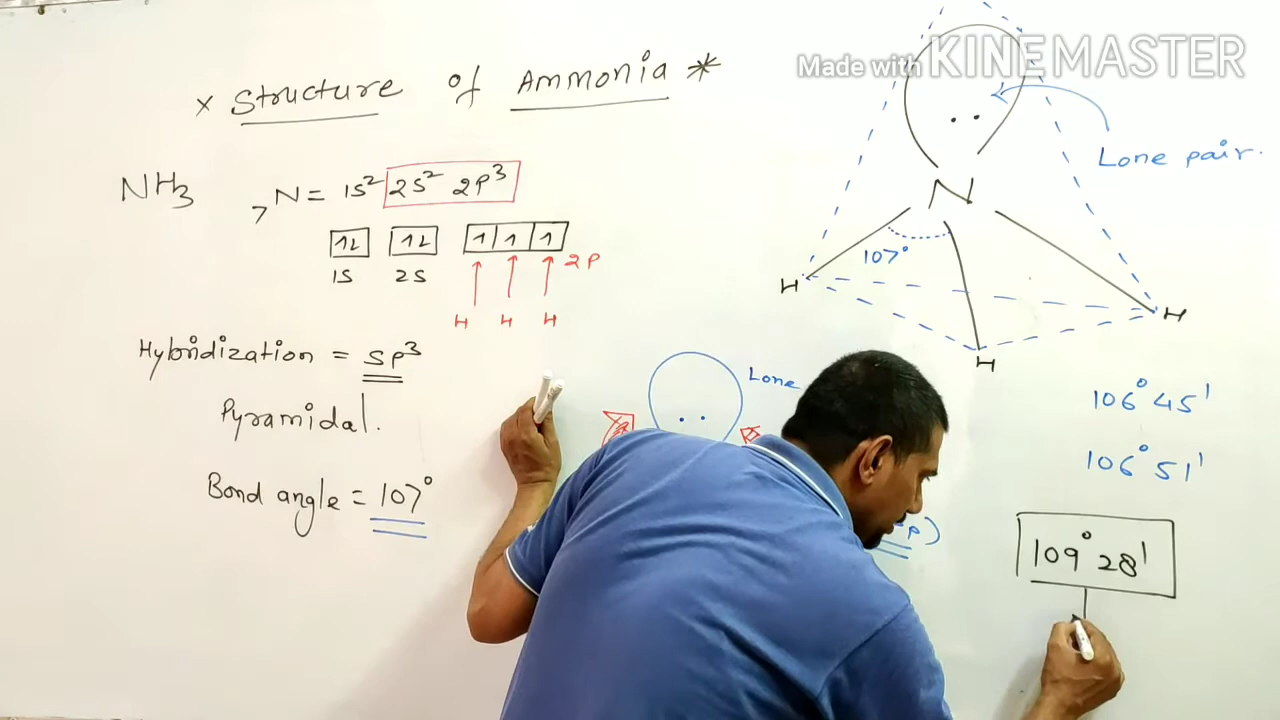 Made with KINEMASTER
× Structure of Ammonia *
NH3
7N = 1S² 2S² 2P³
1S 2S 2P
H H H
Hybridization = SP³
Pyramidal.
Bond angle = 107°
Lone pair.
N
107°
H
H
H
Lone
P)
106° 45'
106° 51'
109° 28'